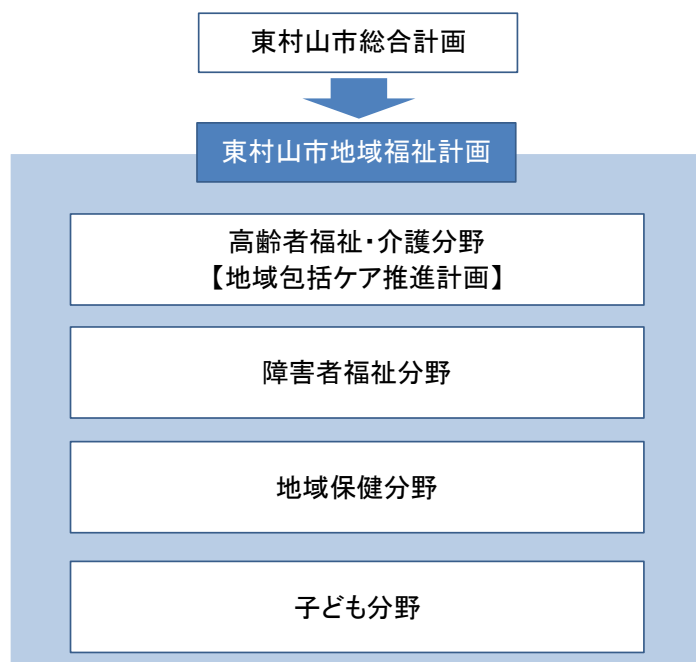 東村山市総合計画
東村山市地域福祉計画
高齢者福祉・介護分野
【地域包括ケア推進計画】
障害者福祉分野
地域保健分野
子ども分野